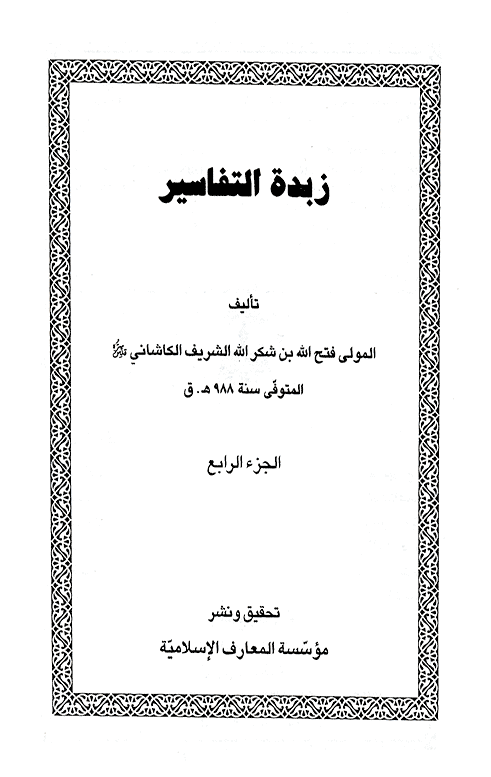 زبدة التفاسير
تأليف
المولى فتح الله بن شكر الله الشريف الكاشاني
المتوفّى سنة ٩٨٨ هـ. ق
الجزء الرابع
تحقيق ونشر
مؤسّسة المعارف الإسلاميّة